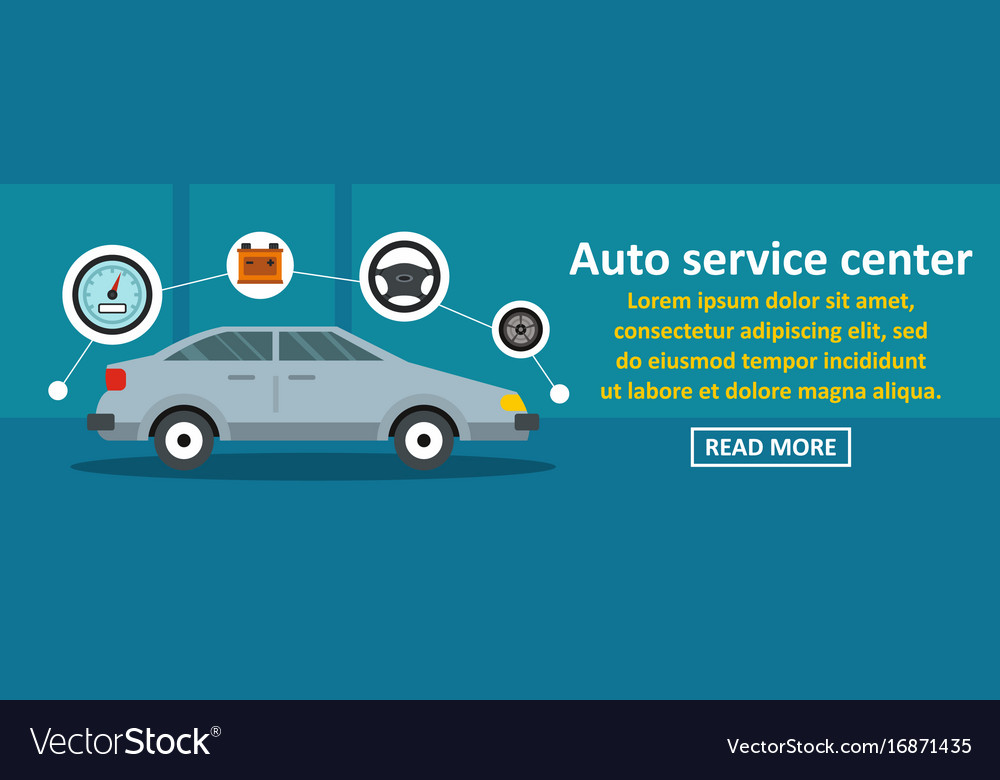 Auto service center
Lorem ipsum dolor sit amet,
consectetur adipiscing elit, sed
do eiusmod tempor incididunt
ut labore et dolore magna aliqua.
READ MORE
VectorStock®
VectorStock.com/16871435